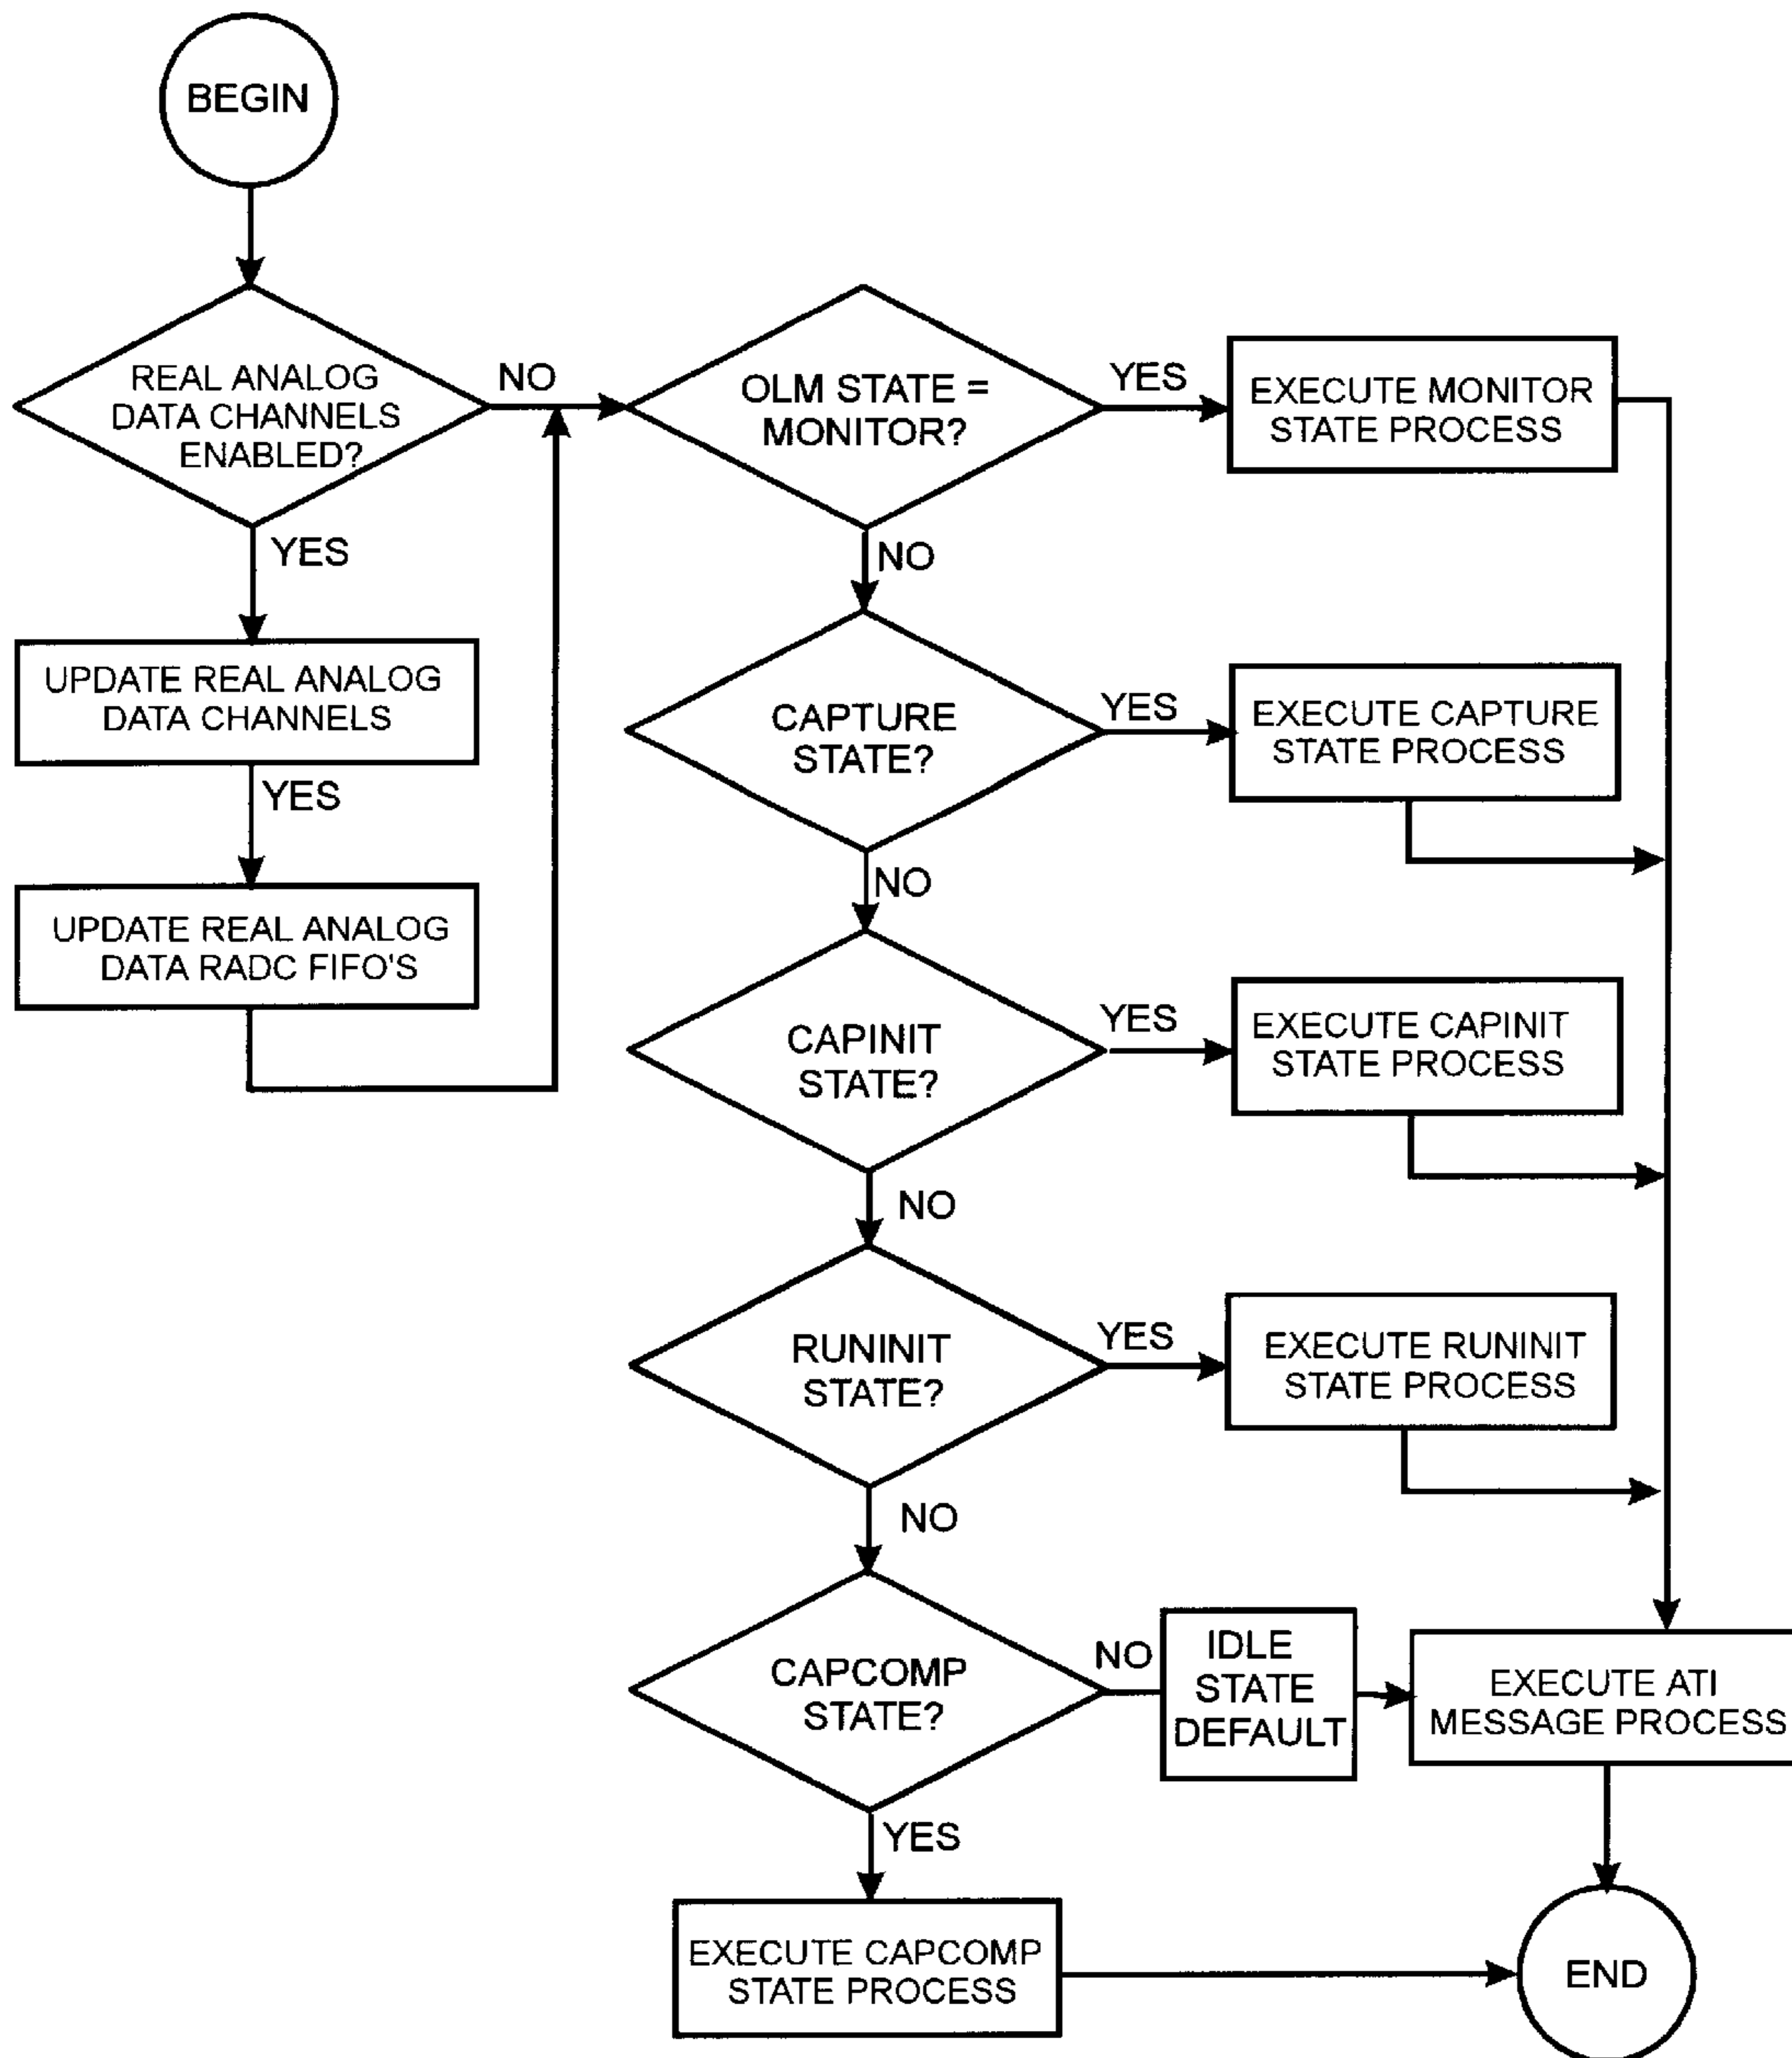 BEGIN
REAL ANALOG
DATA CHANNELS
ENABLED?
NO
YES
UPDATE REAL ANALOG
DATA CHANNELS
YES
UPDATE REAL ANALOG
DATA RADC FIFO'S
OLM STATE =
MONITOR?
YES
EXECUTE MONITOR
STATE PROCESS
NO
CAPTURE
STATE?
YES
EXECUTE CAPTURE
STATE PROCESS
NO
CAPINIT
STATE?
YES
EXECUTE CAPINIT
STATE PROCESS
NO
RUNINIT
STATE?
YES
EXECUTE RUNINIT
STATE PROCESS
NO
CAPCOMP
STATE?
NO
IDLE
STATE
DEFAULT
EXECUTE ATI
MESSAGE PROCESS
YES
EXECUTE CAPCOMP
STATE PROCESS
END